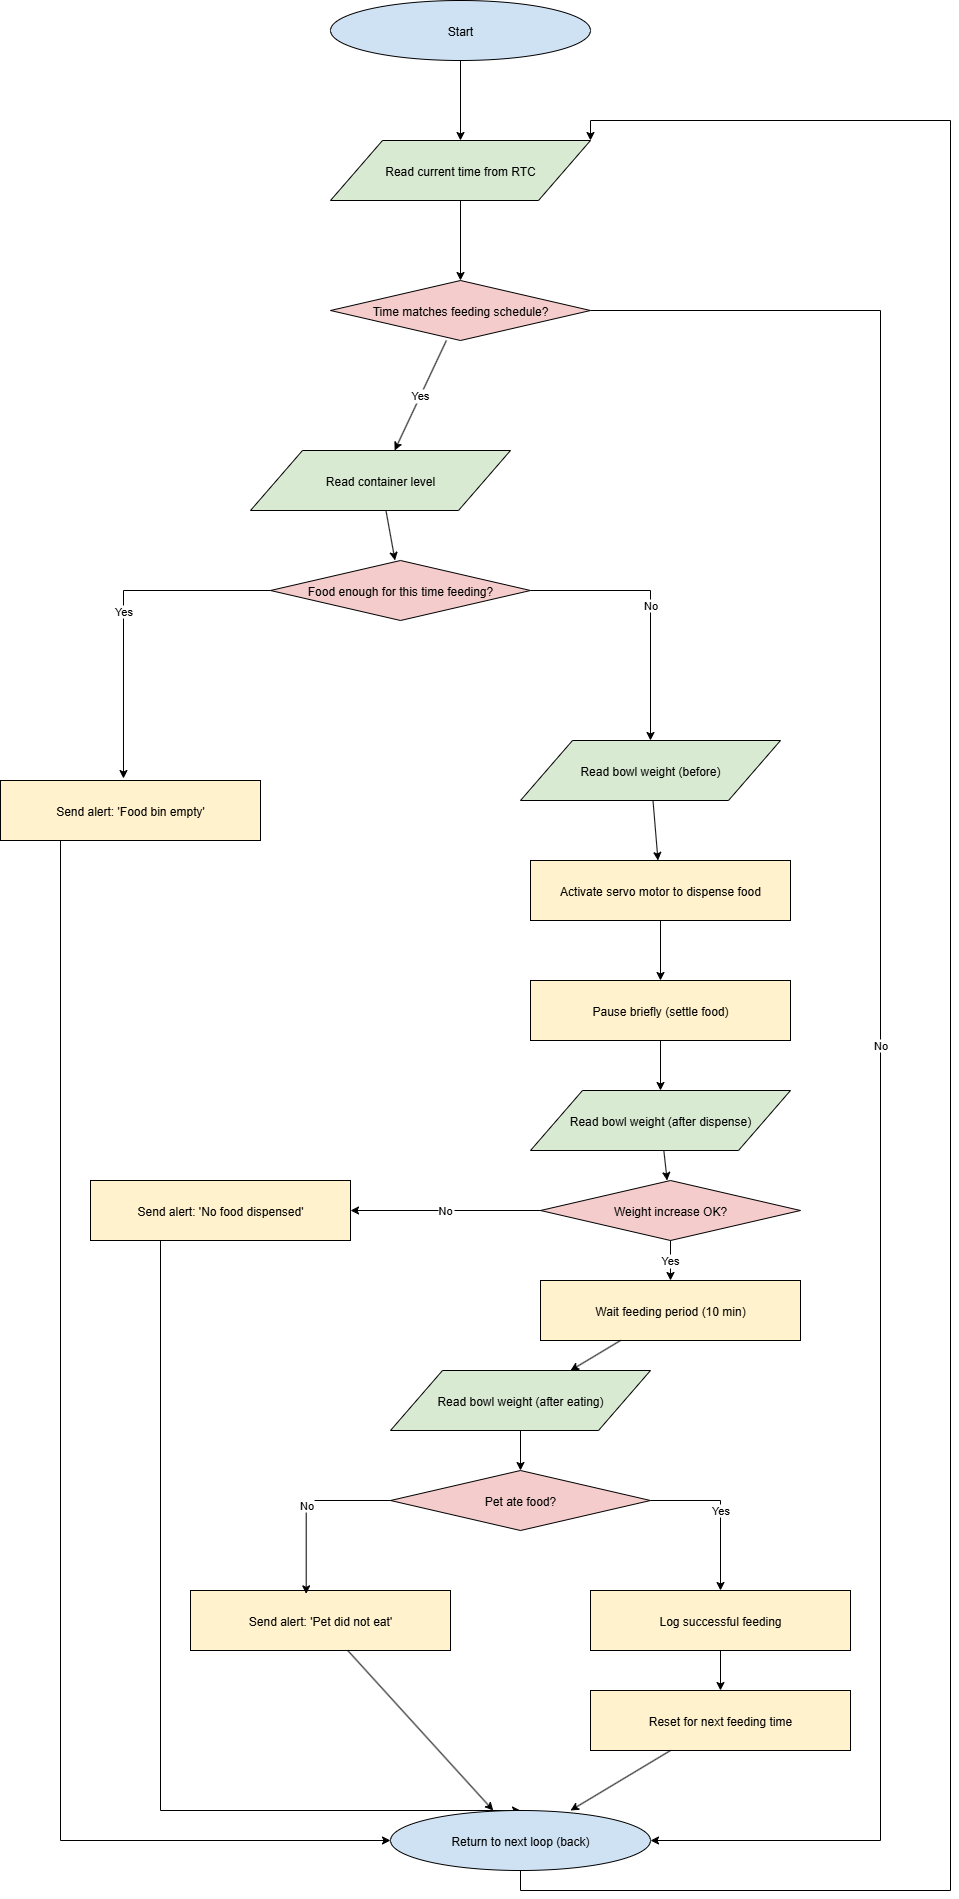 Start
Read current time from RTC
Time matches feeding schedule?
Yes
Read container level
Food enough for this time feeding?
Yes
No
Read bowl weight (before)
Send alert: 'Food bin empty'
Activate servo motor to dispense food
Pause briefly (settle food)
No
Read bowl weight (after dispense)
Send alert: 'No food dispensed'
No
Weight increase OK?
Yes
Wait feeding period (10 min)
Read bowl weight (after eating)
Pet ate food?
No
Yes
Send alert: 'Pet did not eat'
Log successful feeding
Reset for next feeding time
Return to next loop (back)